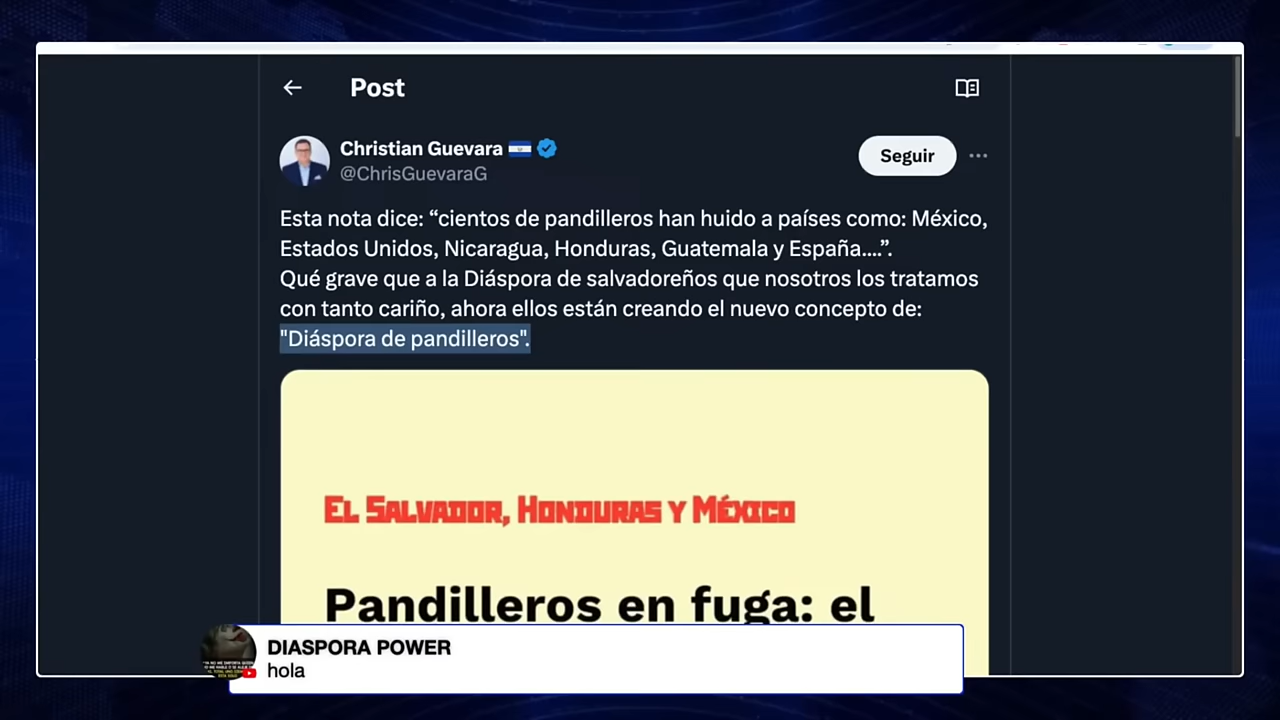 Post
Christian Guevara
@ChrisGuevaraG
Seguir
Esta nota dice: “cientos de pandilleros han huido a países como: México,
Estados Unidos, Nicaragua, Honduras, Guatemala y España....”.
Qué grave que a la Diáspora de salvadoreños que nosotros los tratamos
con tanto cariño, ahora ellos están creando el nuevo concepto de:
"Diáspora de pandilleros".
EL SALVADOR, HONDURAS Y MÉXICO
Pandilleros en fuga: el
DIASPORA POWER
hola